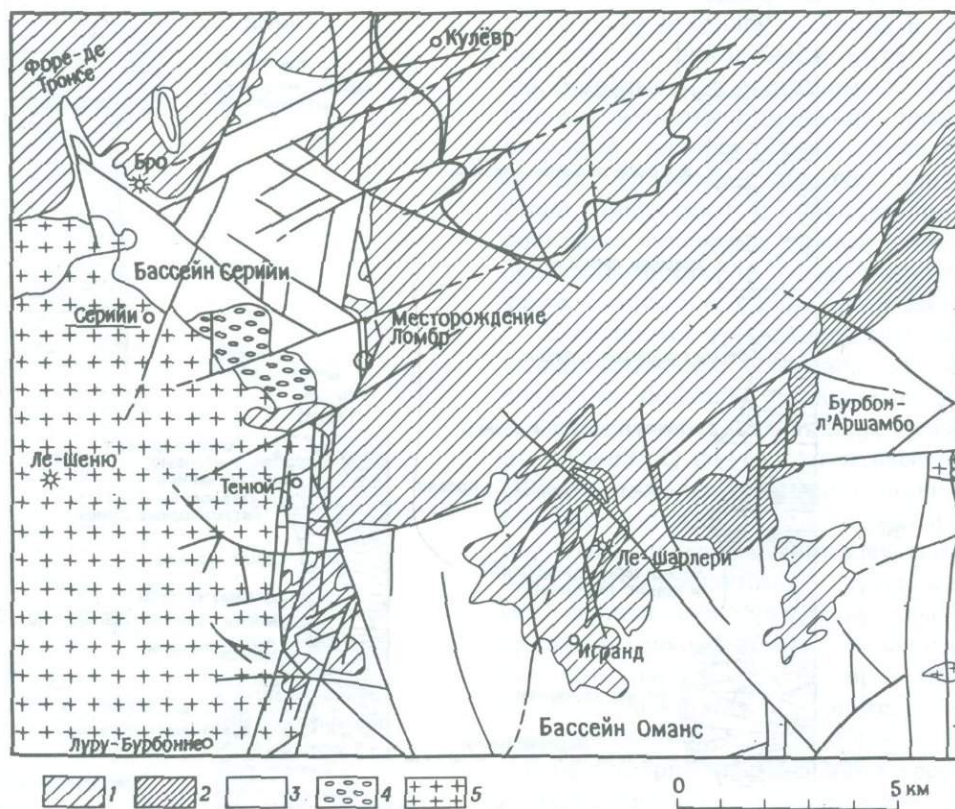 Форе-де
Тронсе
Кулёвр
Бро
Бассейн Серийи
Серийи
Месторождение
Ломбр
Бурбон-
л'Аршамбо
Ле-Шеню
Тенюй
Ле-Шарлери
Игранд
Бассейн Оманс
Луру-Бурбонне
1 2 3 4 5
0 5 км